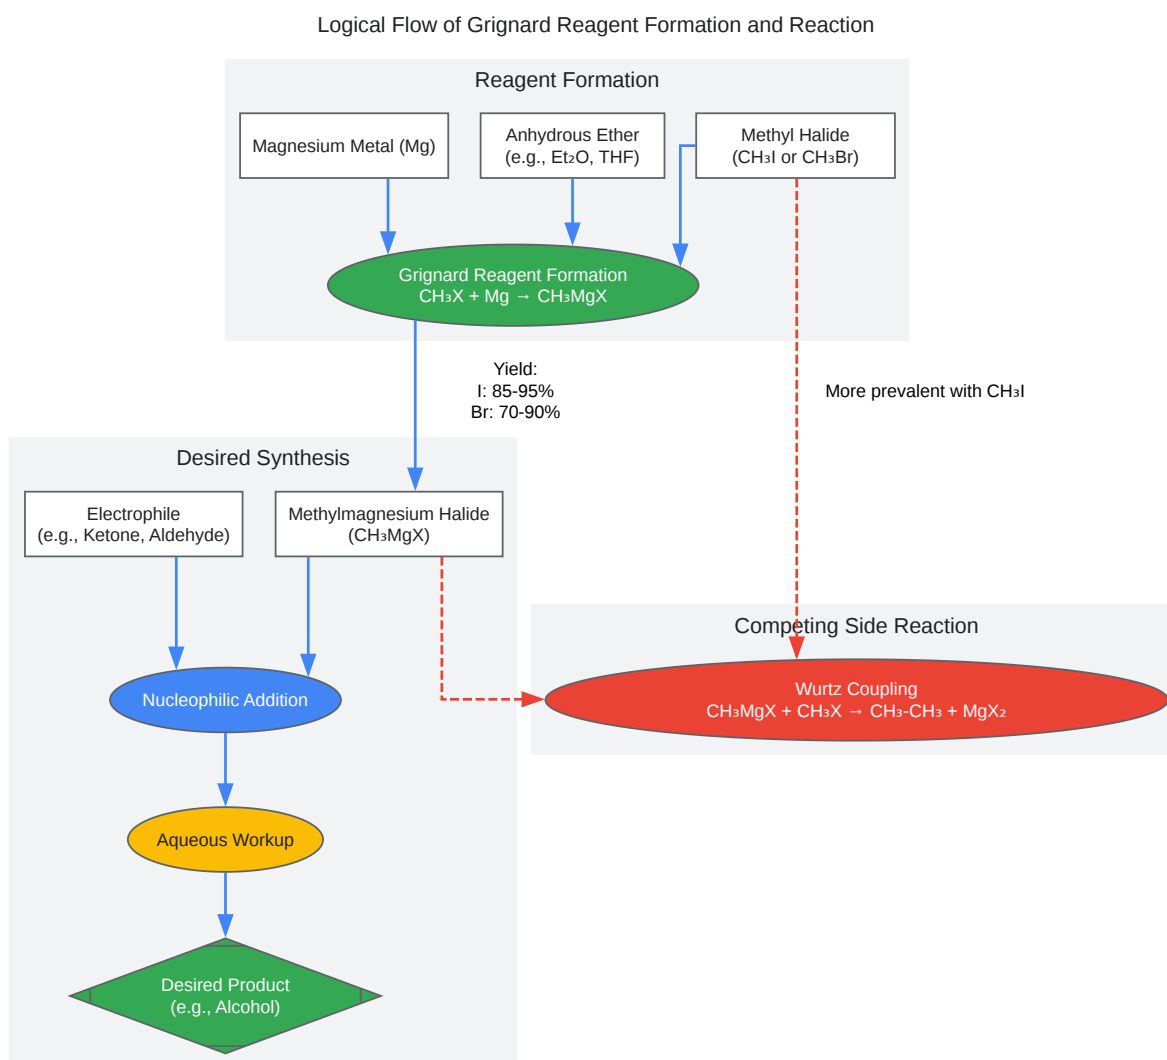 Logical Flow of Grignard Reagent Formation and Reaction
Reagent Formation
Magnesium Metal (Mg)
Anhydrous Ether
(e.g., Et₂O, THF)
Methyl Halide
(CH₃I or CH₃Br)
Grignard Reagent Formation
CH₃X + Mg → CH₃MgX
Yield:
I: 85-95%
Br: 70-90%
More prevalent with CH₃I
Desired Synthesis
Electrophile
(e.g., Ketone, Aldehyde)
Methylmagnesium Halide
(CH₃MgX)
Competing Side Reaction
Wurtz Coupling
CH₃MgX + CH₃X → CH₃-CH₃ + MgX₂
Nucleophilic Addition
Aqueous Workup
Desired Product
(e.g., Alcohol)